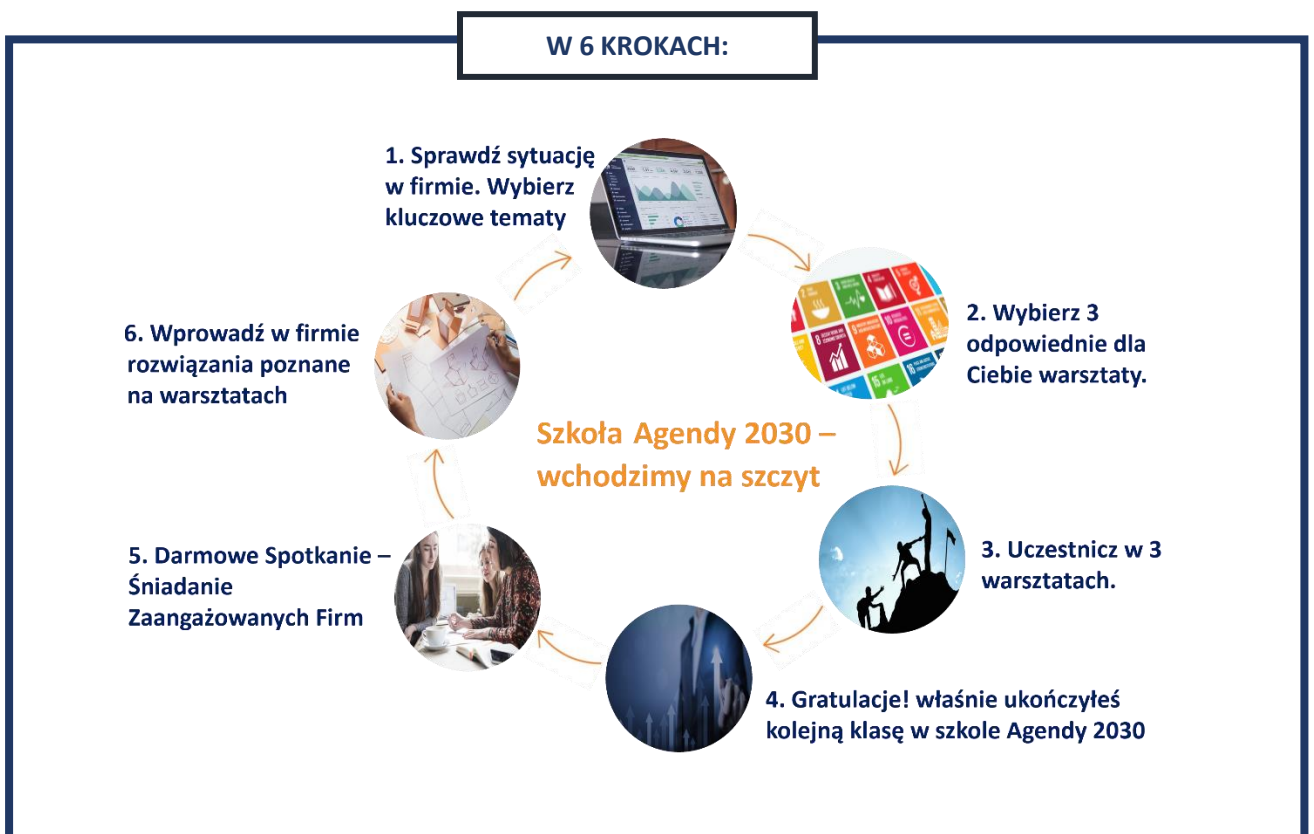 W 6 KROKACH:
1. Sprawdź sytuację
w firmie. Wybierz
kluczowe tematy
2. Wybierz 3
odpowiednie dla
Ciebie warsztaty.
3. Uczestnicz w 3
warsztatach.
4. Gratulacje! właśnie ukończyłeś
kolejną klasę w szkole Agendy 2030
5. Darmowe Spotkanie –
Śniadanie
Zaangażowanych Firm
6. Wprowadź w firmie
rozwiązania poznane
na warsztatach
Szkoła Agendy 2030 –
wchodzimy na szczyt